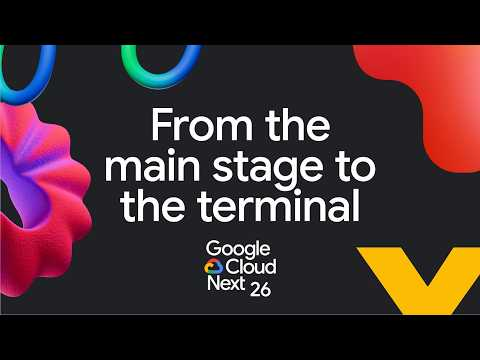 From the
main stage to
the terminal
Google
Cloud
Next 26